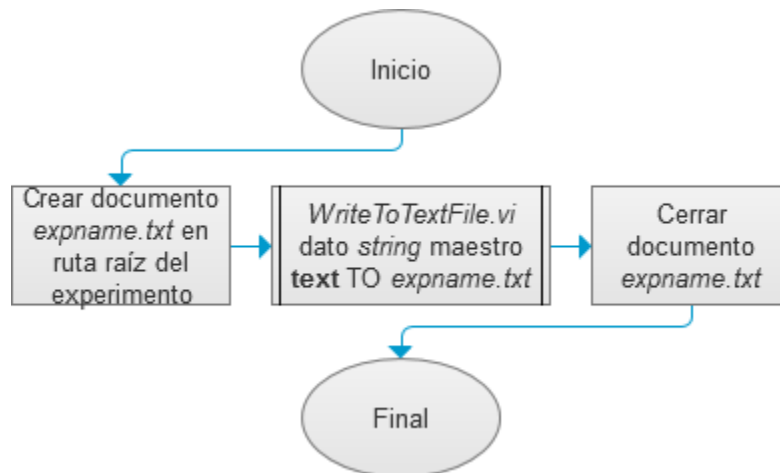 Inicio
Crear documento
expname.txt en
ruta raíz del
experimento
WriteToTextFile.vi
dato string maestro
text TO expname.txt
Cerrar
documento
expname.txt
Final